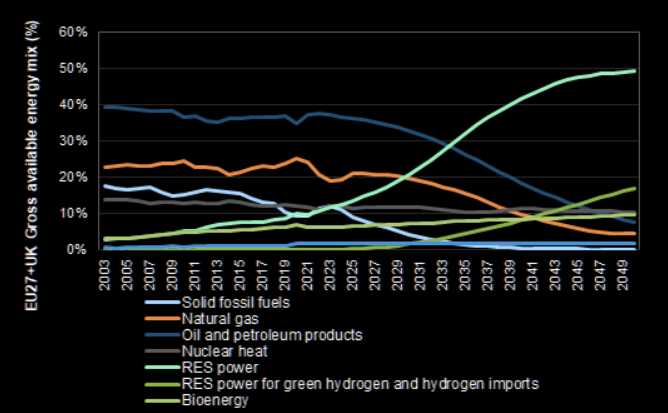 EU27+UK Gross available energy mix (%)
60%
50%
40%
30%
20%
10%
0%
2003 2005 2007 2009 2011 2013 2015 2017 2019 2021 2023 2025 2027 2029 2031 2033 2035 2037 2039 2041 2043 2045 2047 2049
Solid fossil fuels
Natural gas
Oil and petroleum products
Nuclear heat
RES power
RES power for green hydrogen and hydrogen imports
Bioenergy